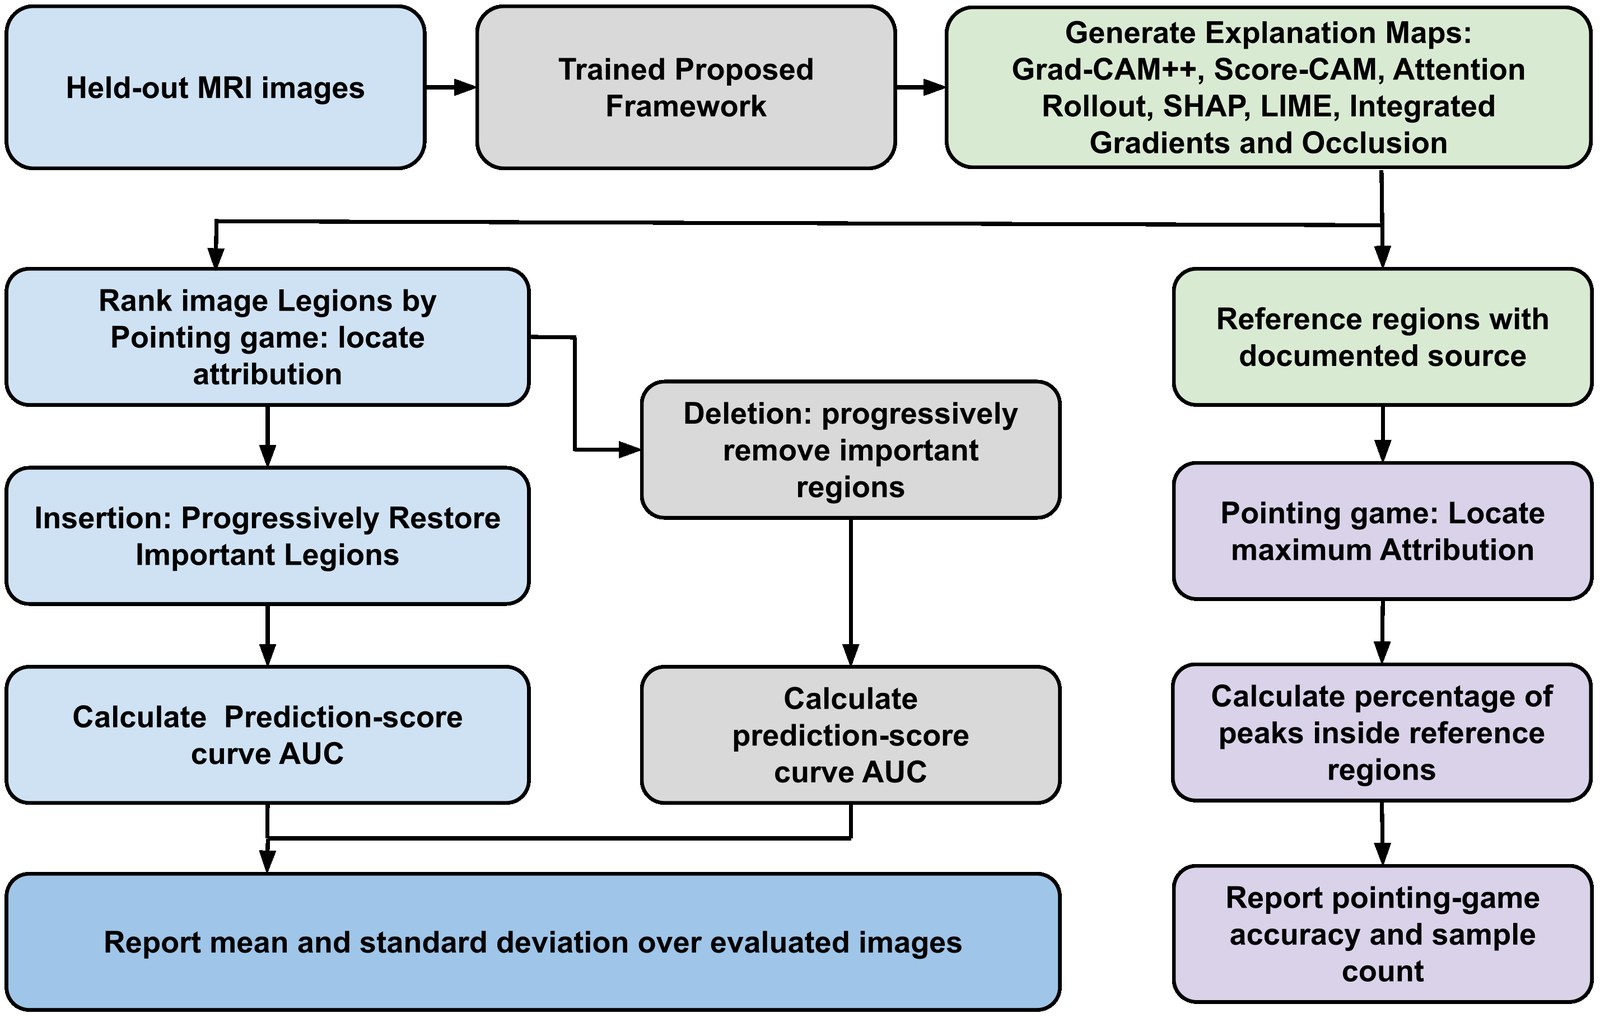 Held-out MRI images
Trained Proposed
Framework
Generate Explanation Maps:
Grad-CAM++, Score-CAM, Attention
Rollout, SHAP, LIME, Integrated
Gradients and Occlusion
Rank image Legions by
Pointing game: locate
attribution
Reference regions with
documented source
Deletion: progressively
remove important
regions
Insertion: Progressively Restore
Important Legions
Pointing game: Locate
maximum Attribution
Calculate Prediction-score
curve AUC
Calculate
prediction-score
curve AUC
Calculate percentage of
peaks inside reference
regions
Report mean and standard deviation over evaluated images
Report pointing-game
accuracy and sample
count